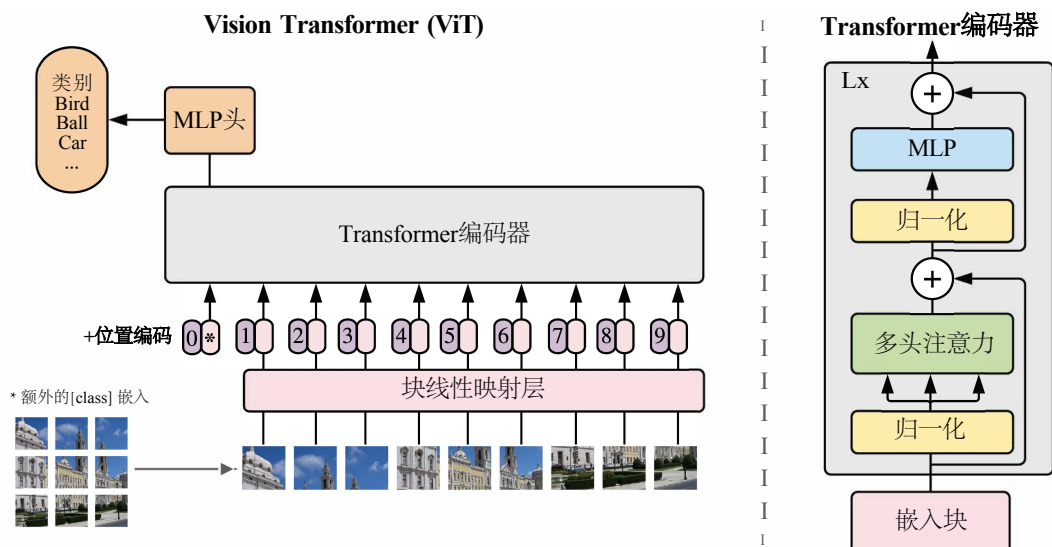 Vision Transformer (ViT)
类别
Bird
Ball
Car
...
MLP头
Transformer编码器
+位置编码
0 * 1 2 3 4 5 6 7 8 9
块线性映射层
* 额外的[class] 嵌入
Transformer编码器
Lx
+
MLP
归一化
+
多头注意力
归一化
嵌入块